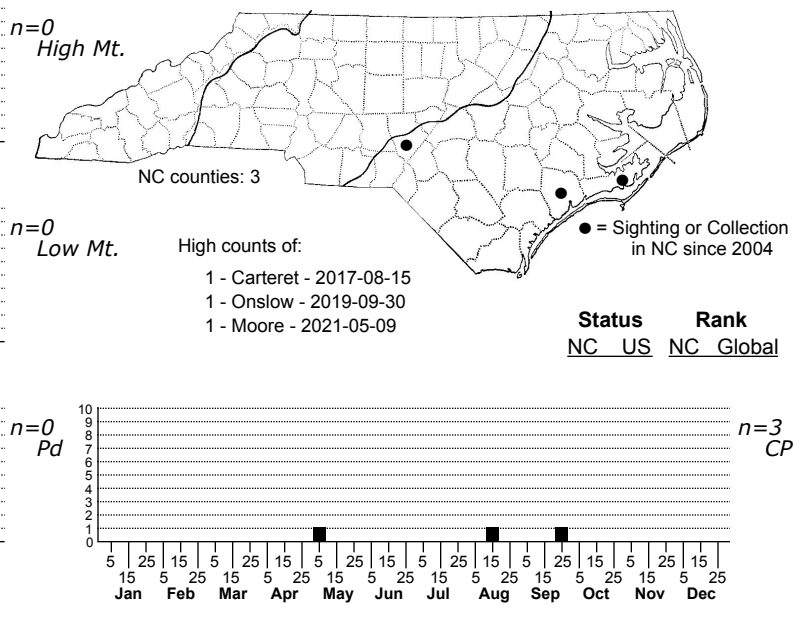 n=0
High Mt.
NC counties: 3
● = Sighting or Collection
in NC since 2004
n=0
Low Mt.
High counts of:
1 - Carteret - 2017-08-15
1 - Onslow - 2019-09-30
1 - Moore - 2021-05-09
Status Rank
NC US NC Global
n=0
Pd
n=3
CP
10
9
8
7
6
5
4
3
2
1
0
5 25 15 5 25 15 5 25 15 5 25 15 5 25 15 5 25 15
15 5 25 15 5 25 15 5 25 15 5 25 15 5 25 15 5 25
Jan Feb Mar Apr May Jun Jul Aug Sep Oct Nov Dec